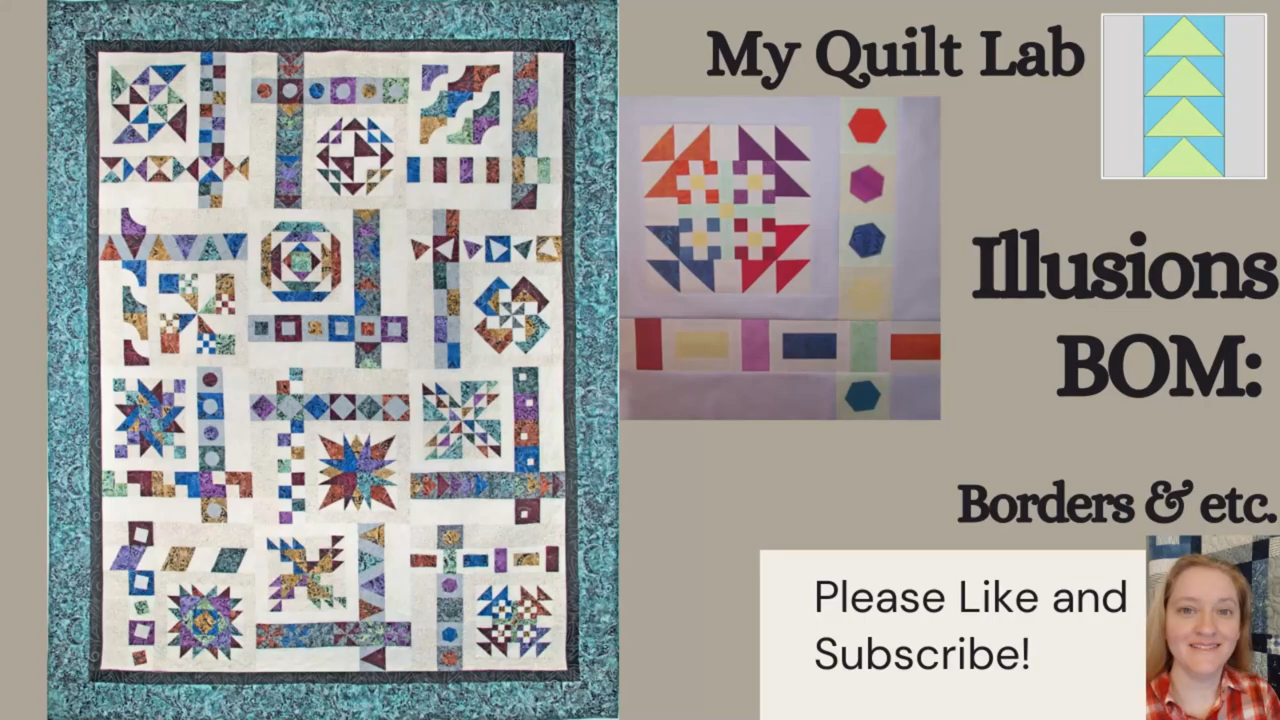 My Quilt Lab
Illusions
BOM:
Borders & etc.
Please Like and
Subscribe!